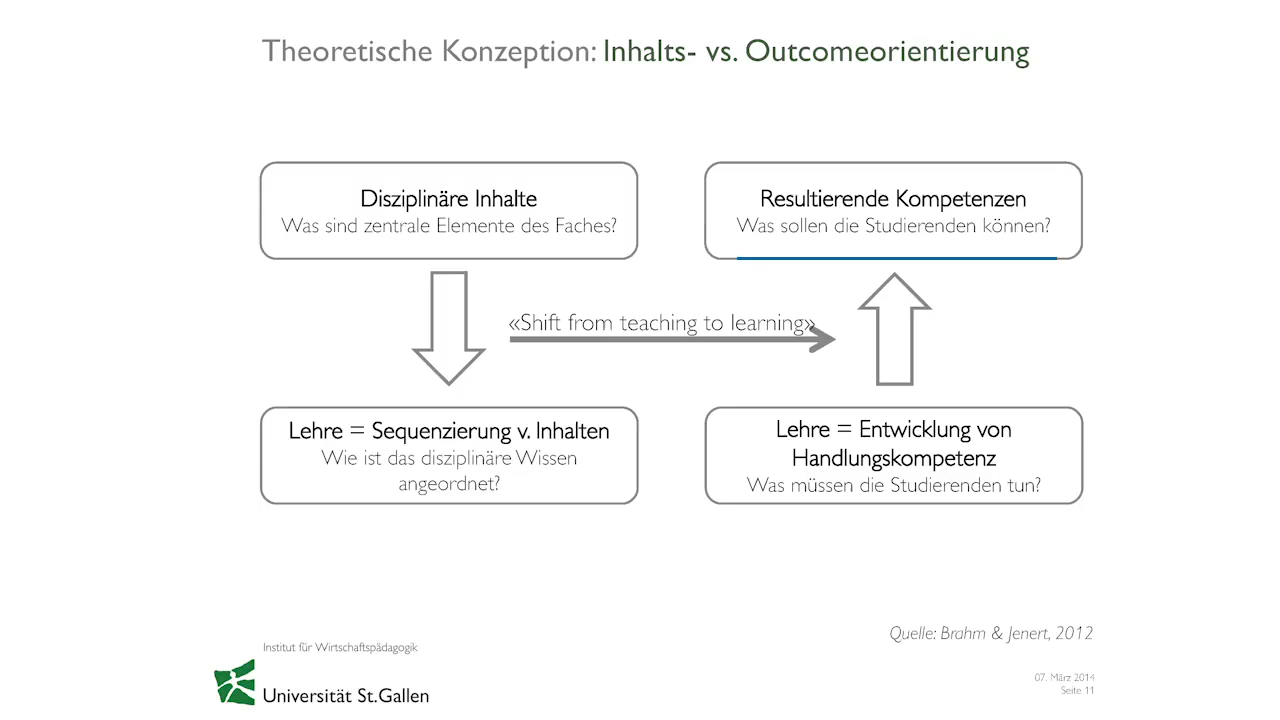 Theoretische Konzeption: Inhalts- vs. Outcomeorientierung
Disziplinäre Inhalte
Was sind zentrale Elemente des Faches?
Resultierende Kompetenzen
Was sollen die Studierenden können?
«Shift from teaching to learning»
Lehre = Sequenzierung v. Inhalten
Wie ist das disziplinäre Wissen
angeordnet?
Lehre = Entwicklung von
Handlungskompetenz
Was müssen die Studierenden tun?
Quelle: Brahm & Jenert, 2012
Institut für Wirtschaftspädagogik
Universität St.Gallen
07. März 2014
Seite 11